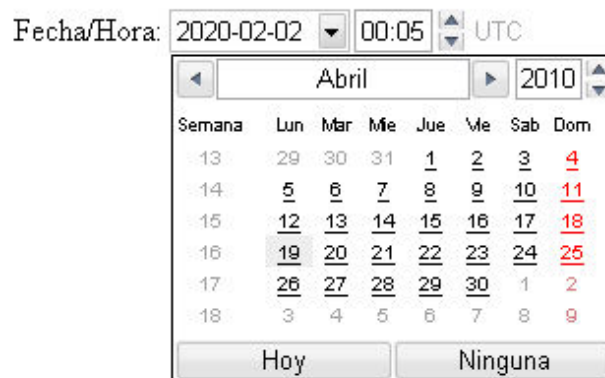 Fecha/Hora: 2020-02-02 00:05 UTC
Abril 2010
Semana Lun Mar Mie Jue Vie Sab Dom
13 29 30 31 1 2 3 4
14 5 6 7 8 9 10 11
15 12 13 14 15 16 17 18
16 19 20 21 22 23 24 25
17 26 27 28 29 30 1 2
18 3 4 5 6 7 8 9
Hoy Ninguna